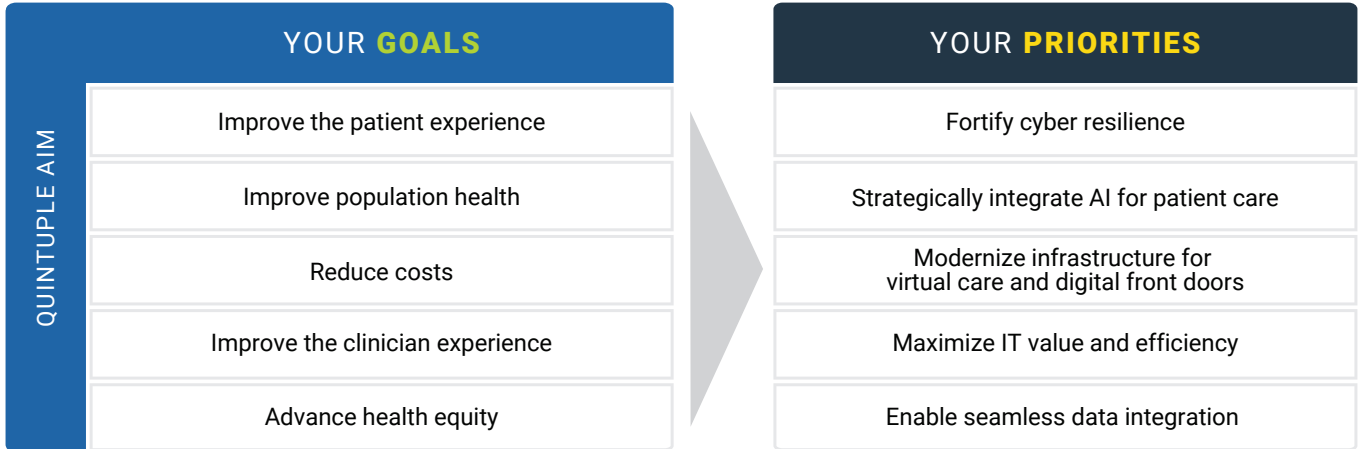 YOUR GOALS
QUINTUPLE AIM
Improve the patient experience
Improve population health
Reduce costs
Improve the clinician experience
Advance health equity
YOUR PRIORITIES
Fortify cyber resilience
Strategically integrate AI for patient care
Modernize infrastructure for
virtual care and digital front doors
Maximize IT value and efficiency
Enable seamless data integration